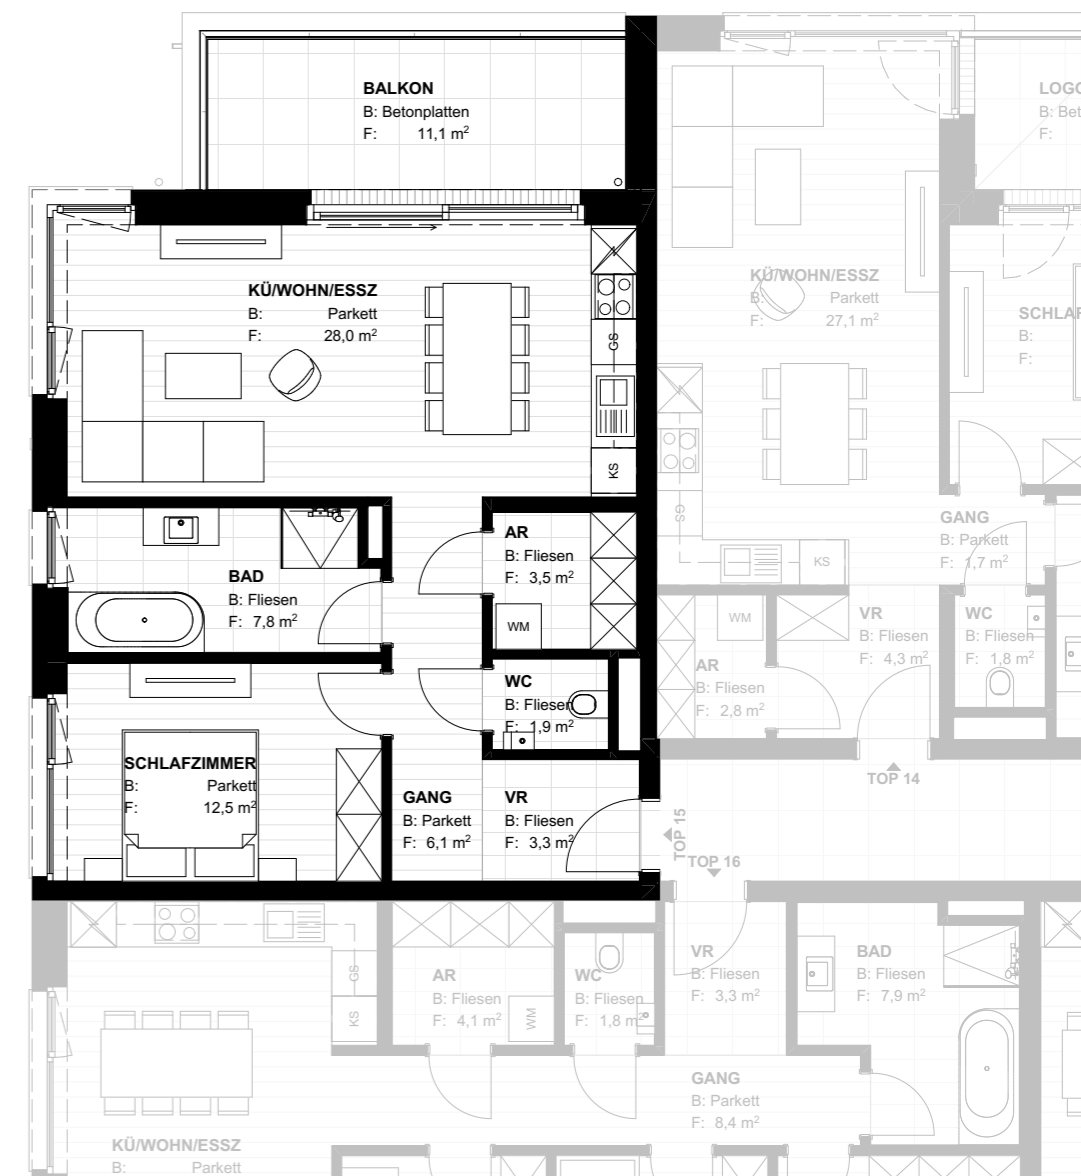 BALKON
B: Betonplatten
F: 11,1 m²
LOGG
B: Bet
F:
KÜ/WOHN/ESSZ
B: Parkett
F: 28,0 m²
GS
KS
KÜ/WOHN/ESSZ
B: Parkett
F: 27,1 m²
GS
KS
SCHLAF
B:
F:
GANG
B: Parkett
F: 1,7 m²
AR
B: Fliesen
F: 3,5 m²
WM
BAD
B: Fliesen
F: 7,8 m²
WM
AR
B: Fliesen
F: 2,8 m²
VR
B: Fliesen
F: 4,3 m²
WC
B: Fliesen
F: 1,8 m²
WC
B: Fliesen
F: 1,9 m²
SCHLAFZIMMER
B: Parkett
F: 12,5 m²
GANG
B: Parkett
F: 6,1 m²
VR
B: Fliesen
F: 3,3 m²
TOP 15
TOP 14
TOP 16
GS
KS
AR
B: Fliesen
F: 4,1 m²
WM
WC
B: Fliesen
F: 1,8 m²
VR
B: Fliesen
F: 3,3 m²
BAD
B: Fliesen
F: 7,9 m²
GANG
B: Parkett
F: 8,4 m²
KÜ/WOHN/ESSZ
B: Parkett